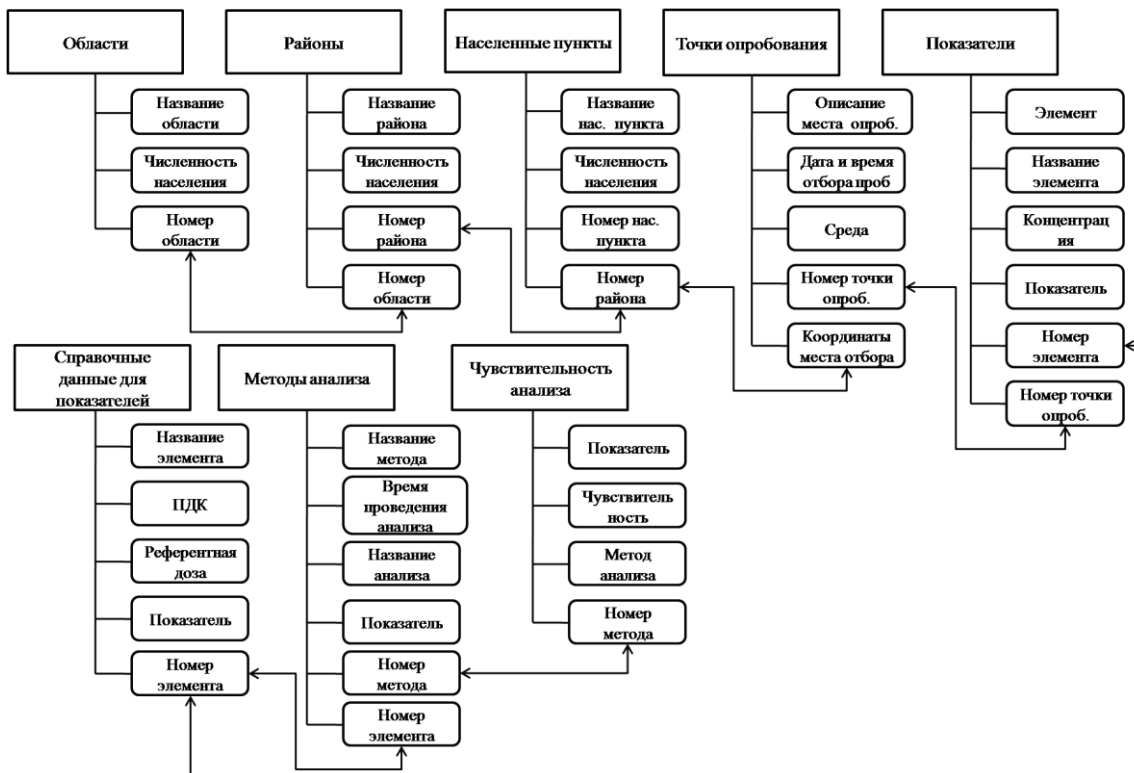 Области
Название
области
Численность
населения
Номер
области
Районы
Название
района
Численность
населения
Номер
района
Номер
области
Населенные пункты
Название
нас. пункта
Численность
населения
Номер нас.
пункта
Номер
района
Точки опробования
Описание
места опроб.
Дата и время
отбора проб
Среда
Номер точки
опроб.
Координаты
места отбора
Показатели
Элемент
Название
элемента
Концентрац
ия
Показатель
Номер
элемента
Номер точки
опроб.
Справочные
данные для
показателей
Название
элемента
ПДК
Референтная
доза
Показатель
Номер
элемента
Методы анализа
Название
метода
Время
проведения
анализа
Название
анализа
Показатель
Номер
метода
Номер
элемента
Чувствительность
анализа
Показатель
Чувствитель
ность
Метод
анализа
Номер
метода